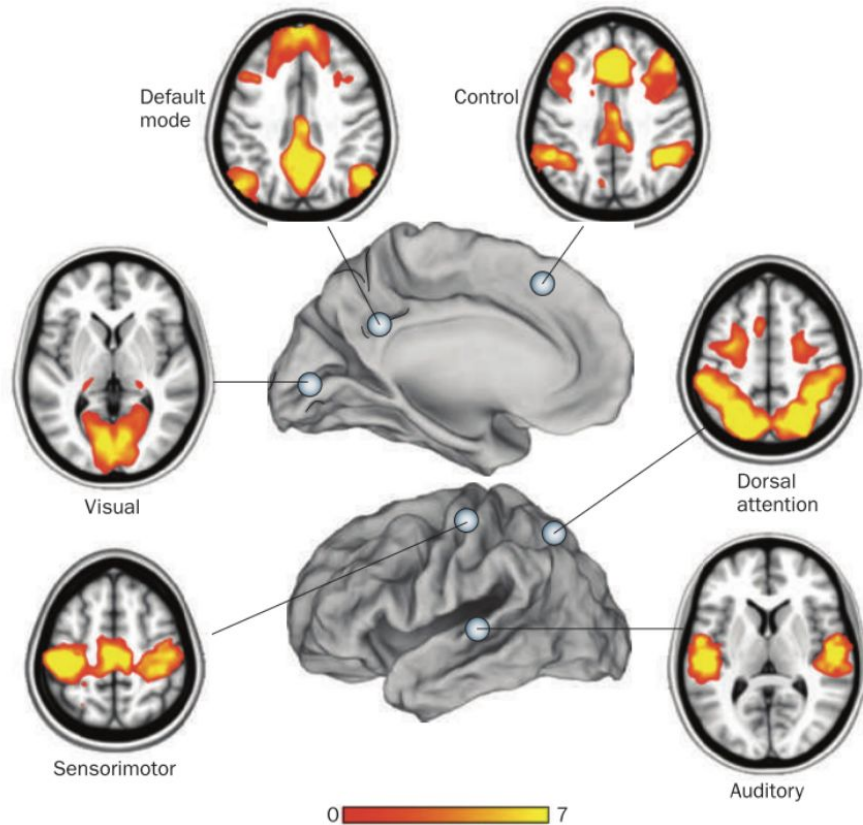 Default
mode
Control
Visual
Dorsal
attention
Sensorimotor
Auditory
0 7